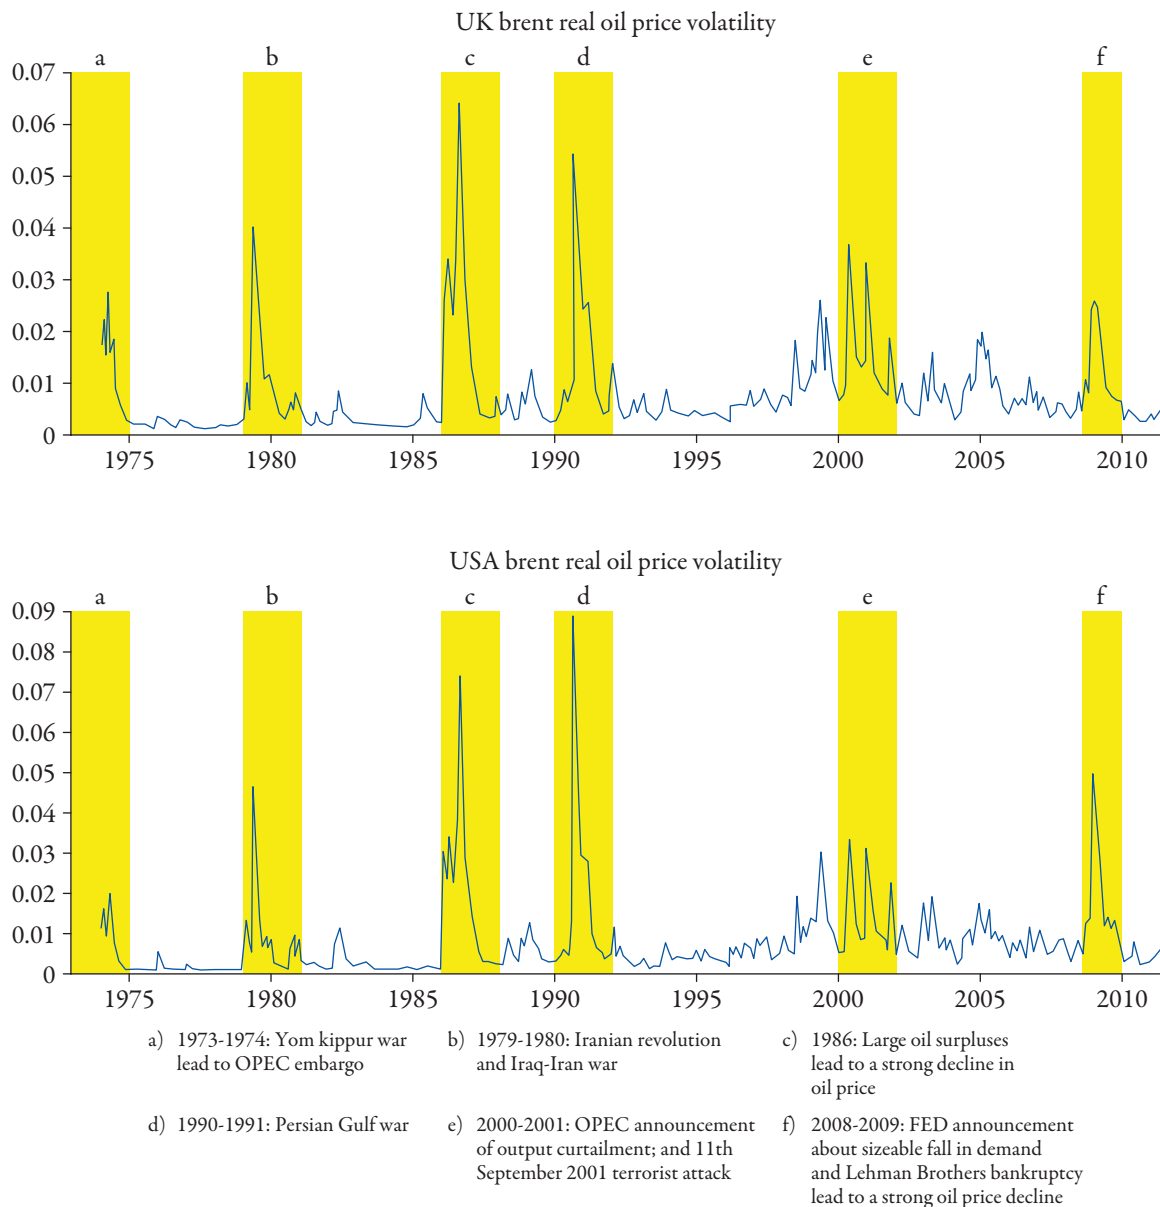 UK brent real oil price volatility
a b c d e f
0.07
0.06
0.05
0.04
0.03
0.02
0.01
0
1975 1980 1985 1990 1995 2000 2005 2010
USA brent real oil price volatility
a b c d e f
0.09
0.08
0.07
0.06
0.05
0.04
0.03
0.02
0.01
0
1975 1980 1985 1990 1995 2000 2005 2010
a) 1973-1974: Yom kippur war
lead to OPEC embargo
b) 1979-1980: Iranian revolution
and Iraq-Iran war
c) 1986: Large oil surpluses
lead to a strong decline in
oil price
d) 1990-1991: Persian Gulf war
e) 2000-2001: OPEC announcement
of output curtailment; and 11th
September 2001 terrorist attack
f) 2008-2009: FED announcement
about sizeable fall in demand
and Lehman Brothers bankruptcy
lead to a strong oil price decline